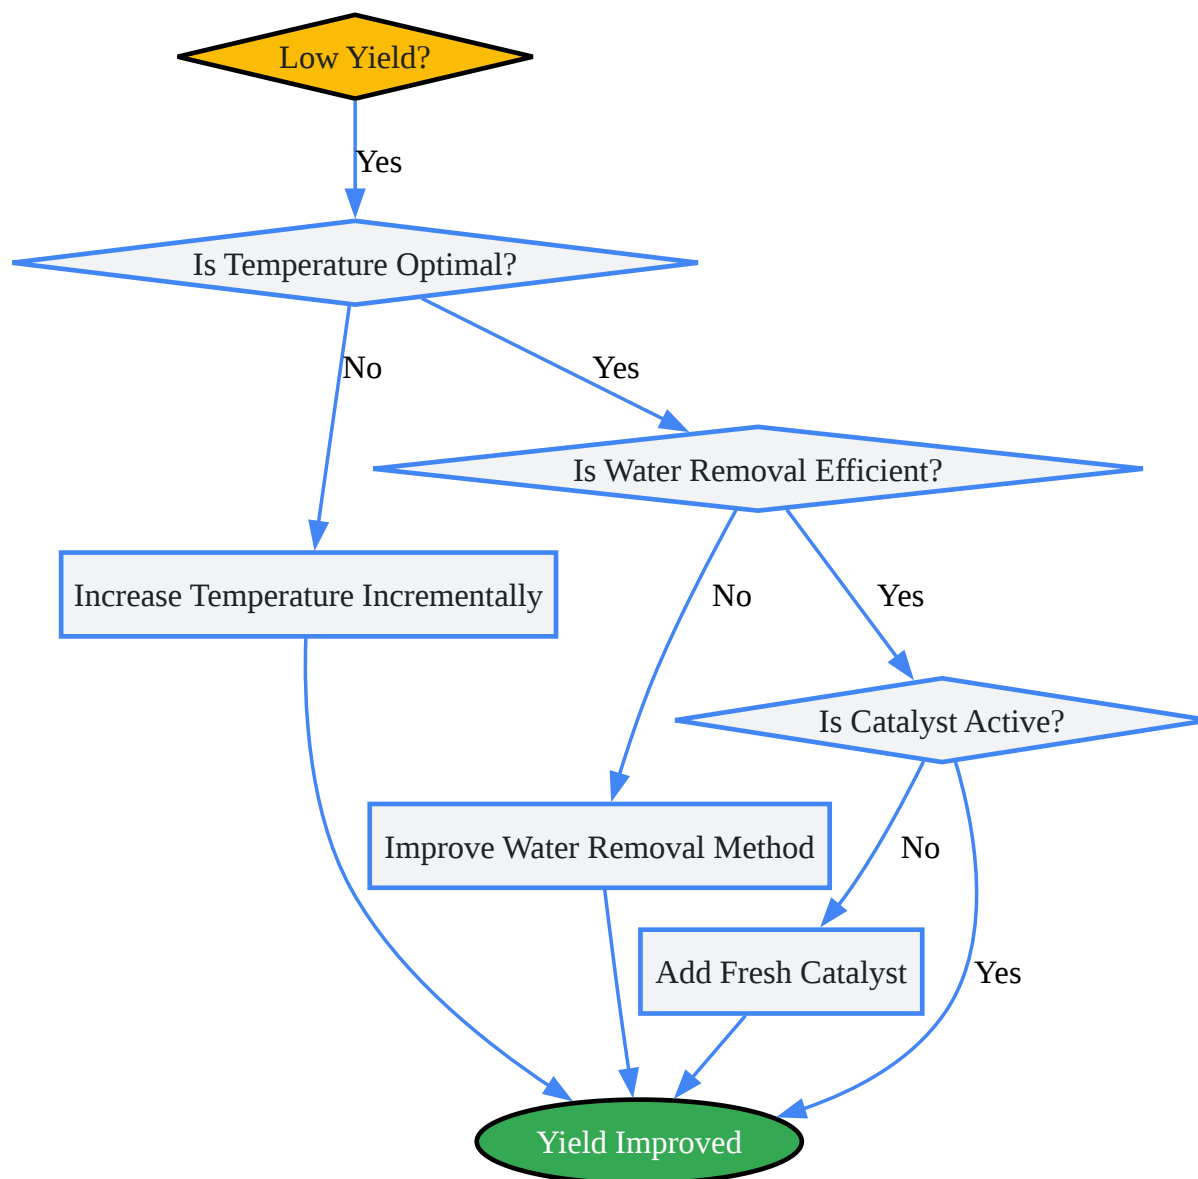 Low Yield?
Yes
Is Temperature Optimal?
No
Yes
Is Water Removal Efficient?
Increase Temperature Incrementally
No
Yes
Is Catalyst Active?
Improve Water Removal Method
No
Add Fresh Catalyst
Yes
Yield Improved